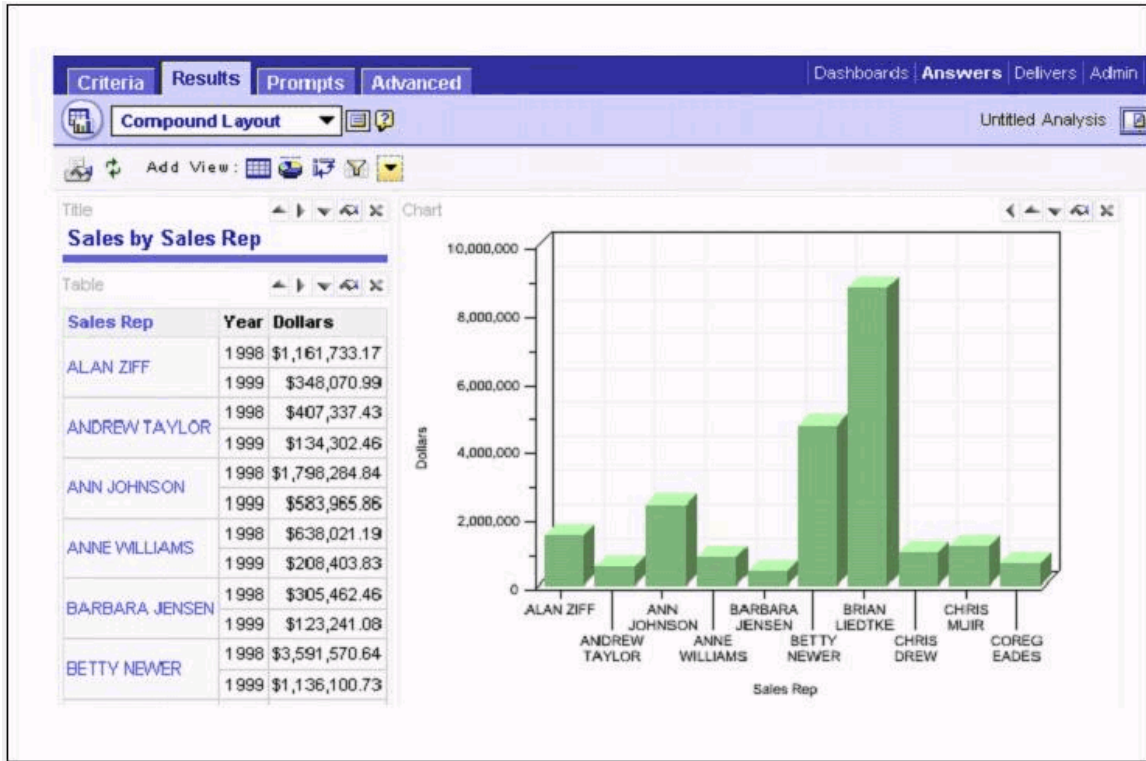 Criteria Results Prompts Advanced Dashboards Answers Delivers Admin
Compound Layout Untitled Analysis
Add View:
Title
Sales by Sales Rep
Table
Sales Rep Year Dollars
ALAN ZIFF 1998 $1,161,733.17
1999 $348,070.99
ANDREW TAYLOR 1998 $407,337.43
1999 $134,302.46
ANN JOHNSON 1998 $1,798,284.84
1999 $583,965.86
ANNE WILLIAMS 1998 $638,021.19
1999 $208,403.83
BARBARA JENSEN 1998 $305,462.46
1999 $123,241.08
BETTY NEWER 1998 $3,591,570.64
1999 $1,136,100.73
Chart
10,000,000
8,000,000
6,000,000
4,000,000
2,000,000
0
Dollars
ALAN ZIFF
ANDREW
TAYLOR
ANN
JOHNSON
ANNE
WILLIAMS
BARBARA
JENSEN
BETTY
NEWER
BRIAN
LIEDTKE
CHRIS
DREW
CHRIS
MUIR
COREG
EADES
Sales Rep